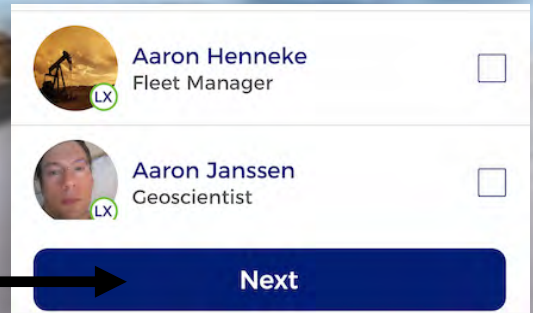 Aaron Henneke
Fleet Manager
LX
Aaron Janssen
Geoscientist
LX
Next